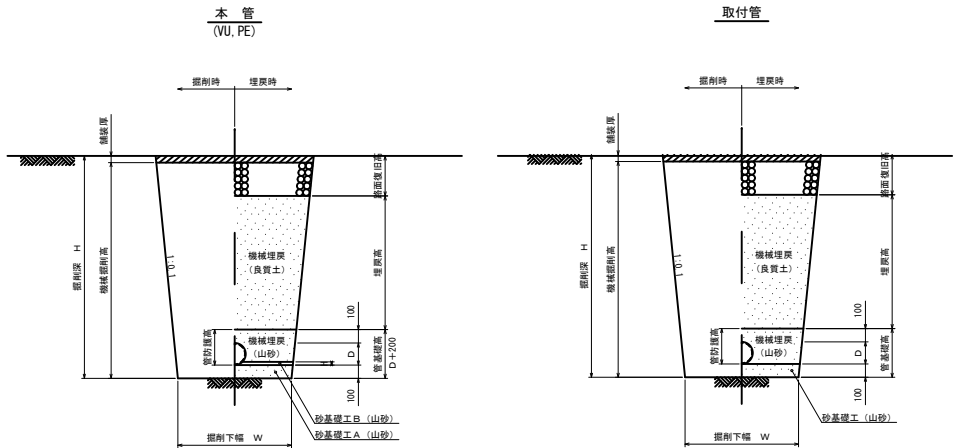 本 管
(VU, PE)
掘削時 埋戻時
舗装厚
掘削深 H
機械掘削高
1:0.1
路面復旧高
機械埋戻
(良質土)
埋戻高
100
管防護高
機械埋戻
(山砂)
D
H
管基礎高
D+200
100
砂基礎工B (山砂)
砂基礎工A (山砂)
掘削下幅 W
取付管
掘削時 埋戻時
舗装厚
掘削深 H
機械掘削高
1:0.1
路面復旧高
機械埋戻
(良質土)
埋戻高
100
管防護高
機械埋戻
(山砂)
D
管基礎高
100
砂基礎工 (山砂)
掘削下幅 W